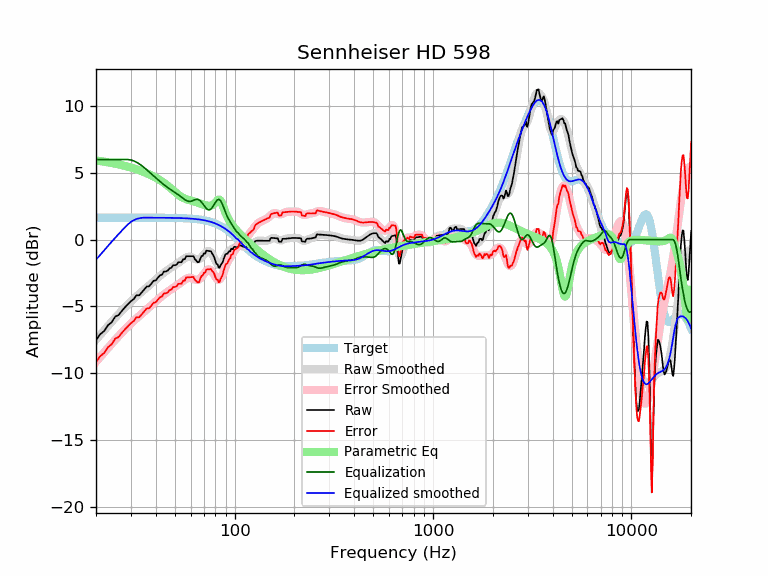 Sennheiser HD 598
Amplitude (dBr)
10
5
0
−5
−10
−15
−20
Target
Raw Smoothed
Error Smoothed
Raw
Error
Parametric Eq
Equalization
Equalized smoothed
100
1000
10000
Frequency (Hz)